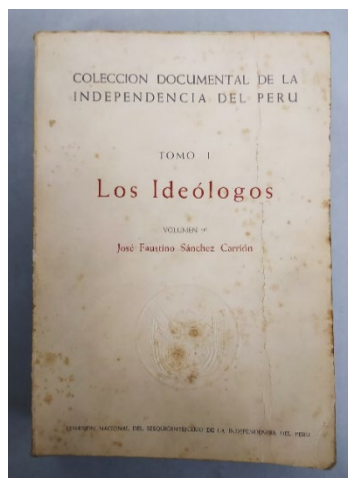 COLECCION DOCUMENTAL DE LA
INDEPENDENCIA DEL PERU
TOMO I
Los Ideólogos
VOLUMEN
José Faustino Sánchez Carrión
COMISION NACIONAL DEL SESQUICENTENARIO DE LA INDEPENDENCIA DEL PERU